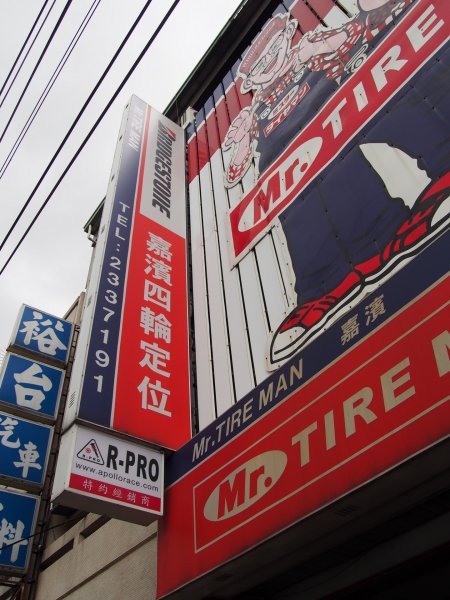 BRIDGESTONE
TEL:2337191
嘉濱四輪定位
R-PRO
R-PRO
www.apollorace.com
特約經銷商
裕台
汽車
料
Mr. TIRE
嘉濱
Mr.TIRE MAN
Mr. TIRE M